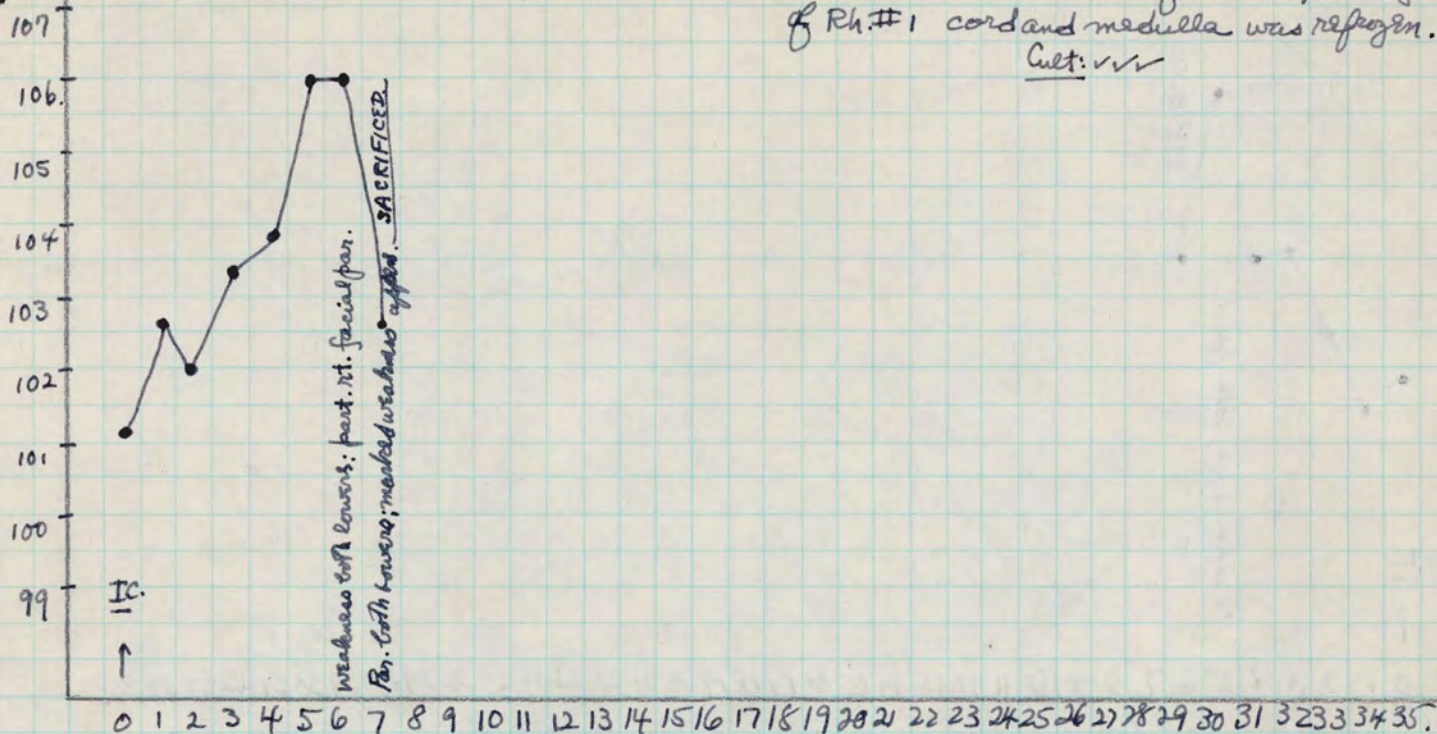 of Rh. #1 cord and medulla was refrozen.
Cult: ✓✓✓
107
106.
105
104
103
102
101
100
99
IC.
→
weakness both lowers: part. rt. facial par.
Par. both lowers; marked weakness uppers. SACRIFICED
0 1 2 3 4 5 6 7 8 9 10 11 12 13 14 15 16 17 18 19 20 21 22 23 24 25 26 27 28 29 30 31 32 33 34 35.